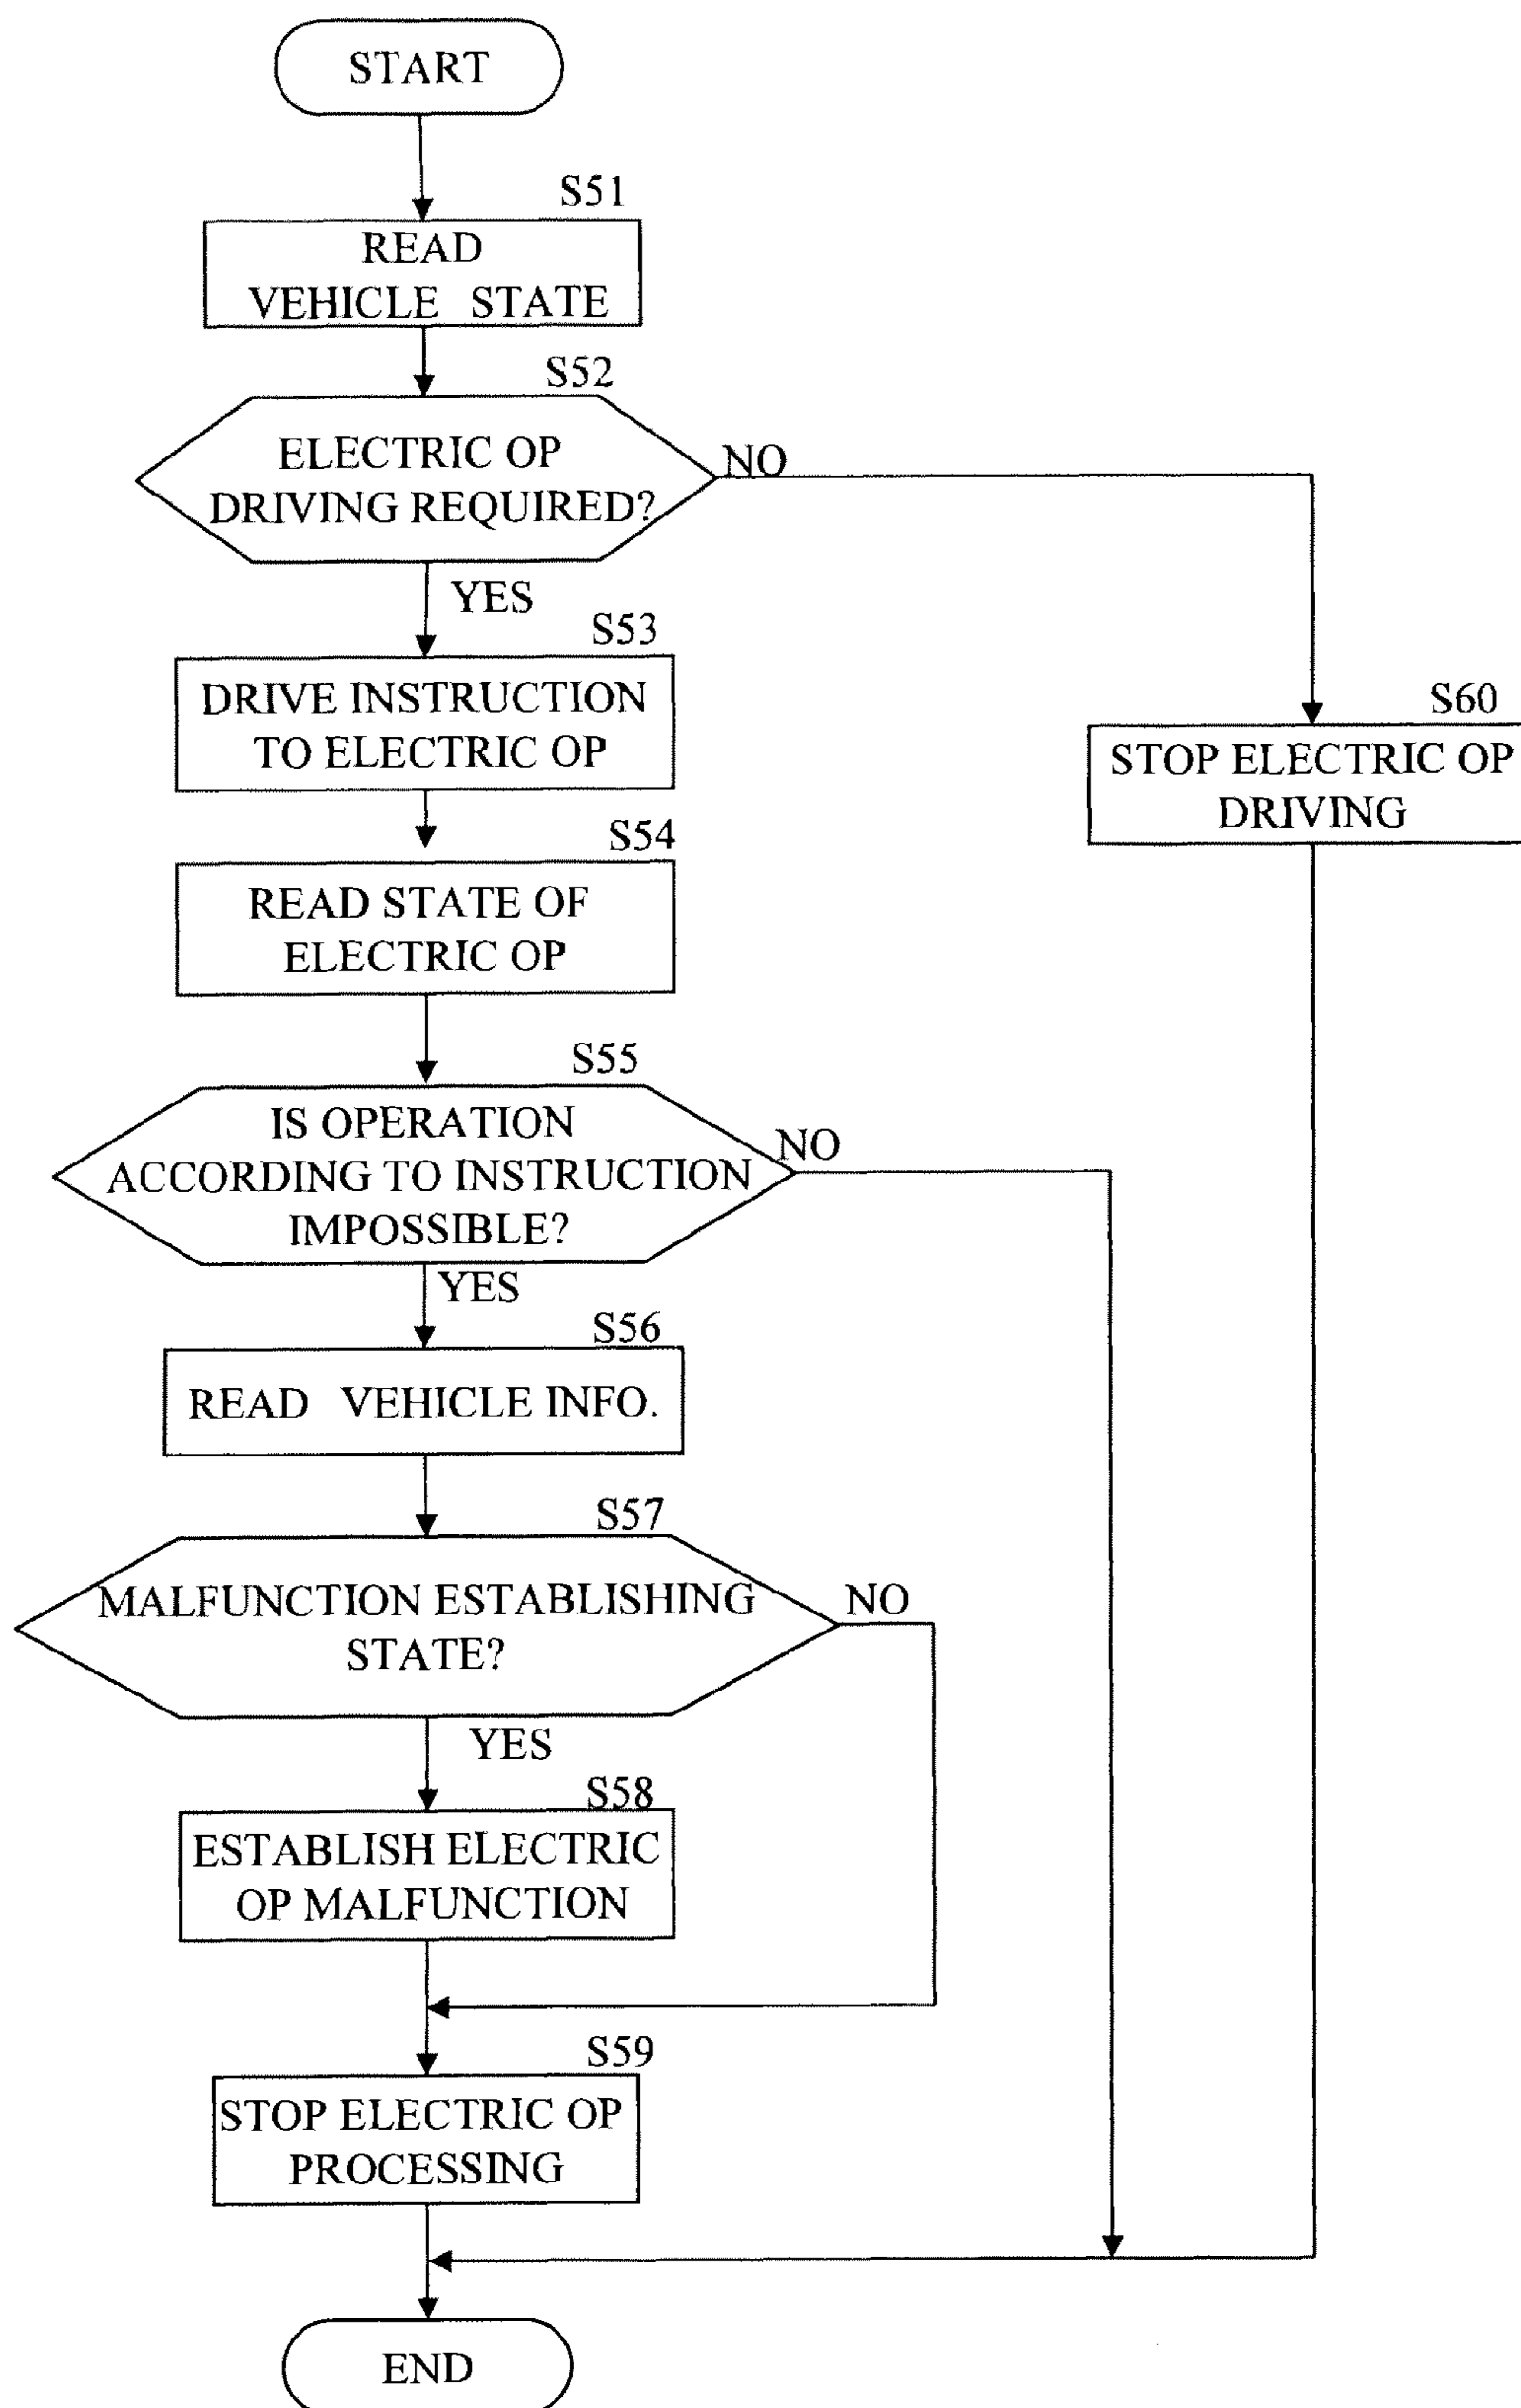 START
S51
READ
VEHICLE STATE
S52
ELECTRIC OP
DRIVING REQUIRED?
NO
YES
S53
DRIVE INSTRUCTION
TO ELECTRIC OP
S60
STOP ELECTRIC OP
DRIVING
S54
READ STATE OF
ELECTRIC OP
S55
IS OPERATION
ACCORDING TO INSTRUCTION
IMPOSSIBLE?
NO
YES
S56
READ VEHICLE INFO.
S57
MALFUNCTION ESTABLISHING
STATE?
NO
YES
S58
ESTABLISH ELECTRIC
OP MALFUNCTION
S59
STOP ELECTRIC OP
PROCESSING
END